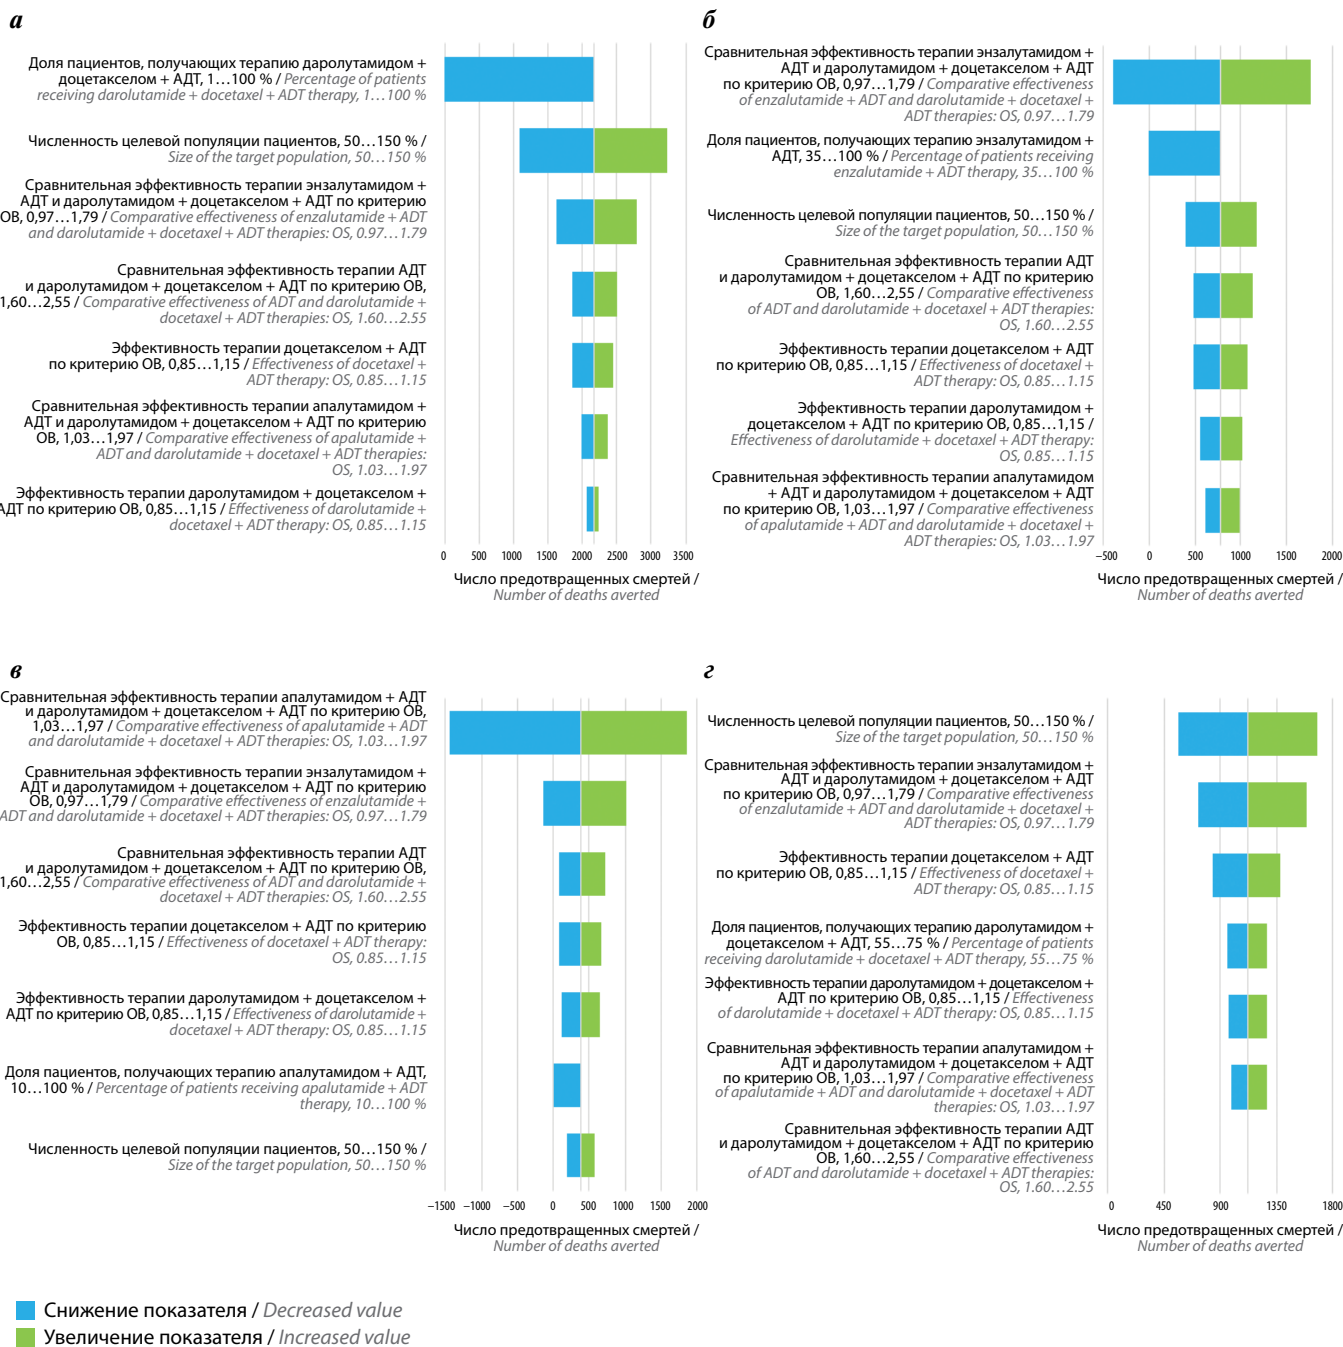 а
Доля пациентов, получающих терапию даролутамидом +
доцетакселом + АДТ, 1…100 % / Percentage of patients
receiving darolutamide + docetaxel + ADT therapy, 1…100 %
Численность целевой популяции пациентов, 50…150 % /
Size of the target population, 50…150 %
Сравнительная эффективность терапии энзалутамидом +
АДТ и даролутамидом + доцетакселом + АДТ по критерию
ОВ, 0,97…1,79 / Comparative effectiveness of enzalutamide + ADT
and darolutamide + docetaxel + ADT therapies: OS, 0.97…1.79
Сравнительная эффективность терапии АДТ
и даролутамидом + доцетакселом + АДТ по критерию ОВ,
1,60…2,55 / Comparative effectiveness of ADT and darolutamide +
docetaxel + ADT therapies: OS, 1.60…2.55
Эффективность терапии доцетакселом + АДТ
по критерию ОВ, 0,85…1,15 / Effectiveness of docetaxel +
ADT therapy: OS, 0.85…1.15
Сравнительная эффективность терапии апалутамидом +
АДТ и даролутамидом + доцетакселом + АДТ по критерию
ОВ, 1,03…1,97 / Comparative effectiveness of apalutamide +
ADT and darolutamide + docetaxel + ADT therapies:
OS, 1.03…1.97
Эффективность терапии даролутамидом + доцетакселом +
АДТ по критерию ОВ, 0,85…1,15 / Effectiveness of darolutamide +
docetaxel + ADT therapy: OS, 0.85…1.15
0 500 1000 1500 2000 2500 3000 3500
Число предотвращенных смертей /
Number of deaths averted
б
Сравнительная эффективность терапии энзалутамидом +
АДТ и даролутамидом + доцетакселом + АДТ
по критерию ОВ, 0,97…1,79 / Comparative effectiveness
of enzalutamide + ADT and darolutamide + docetaxel +
ADT therapies: OS, 0.97…1.79
Доля пациентов, получающих терапию энзалутамидом +
АДТ, 35…100 % / Percentage of patients receiving
enzalutamide + ADT therapy, 35…100 %
Численность целевой популяции пациентов, 50…150 % /
Size of the target population, 50…150 %
Сравнительная эффективность терапии АДТ
и даролутамидом + доцетакселом + АДТ по критерию
ОВ, 1,60…2,55 / Comparative effectiveness
of ADT and darolutamide + docetaxel + ADT therapies:
OS, 1.60…2.55
Эффективность терапии доцетакселом + АДТ
по критерию ОВ, 0,85…1,15 / Effectiveness of docetaxel +
ADT therapy: OS, 0.85…1.15
Эффективность терапии даролутамидом +
доцетакселом + АДТ по критерию ОВ, 0,85…1,15 /
Effectiveness of darolutamide + docetaxel + ADT therapy:
OS, 0.85…1.15
Сравнительная эффективность терапии апалутамидом
+ АДТ и даролутамидом + доцетакселом + АДТ
по критерию ОВ, 1,03…1,97 / Comparative effectiveness
of apalutamide + ADT and darolutamide + docetaxel +
ADT therapies: OS, 1.03…1.97
–500 0 500 1000 1500 2000
Число предотвращенных смертей /
Number of deaths averted
в
Сравнительная эффективность терапии апалутамидом + АДТ
и даролутамидом + доцетакселом + АДТ по критерию ОВ,
1,03…1,97 / Comparative effectiveness of apalutamide + ADT
and darolutamide + docetaxel + ADT therapies: OS, 1.03…1.97
Сравнительная эффективность терапии энзалутамидом +
АДТ и даролутамидом + доцетакселом + АДТ по критерию
ОВ, 0,97…1,79 / Comparative effectiveness of enzalutamide +
ADT and darolutamide + docetaxel + ADT therapies: OS, 0.97…1.79
Сравнительная эффективность терапии АДТ
и даролутамидом + доцетакселом + АДТ по критерию ОВ,
1,60…2,55 / Comparative effectiveness of ADT and darolutamide +
docetaxel + ADT therapies: OS, 1.60…2.55
Эффективность терапии доцетакселом + АДТ по критерию
ОВ, 0,85…1,15 / Effectiveness of docetaxel + ADT therapy:
OS, 0.85…1.15
Эффективность терапии даролутамидом + доцетакселом +
АДТ по критерию ОВ, 0,85…1,15 / Effectiveness of darolutamide +
docetaxel + ADT therapy: OS, 0.85…1.15
Доля пациентов, получающих терапию апалутамидом + АДТ,
10…100 % / Percentage of patients receiving apalutamide + ADT
therapy, 10…100 %
Численность целевой популяции пациентов, 50…150 % /
Size of the target population, 50…150 %
–1500 –1000 –500 0 500 1000 1500 2000
Число предотвращенных смертей /
Number of deaths averted
г
Численность целевой популяции пациентов, 50…150 % /
Size of the target population, 50…150 %
Сравнительная эффективность терапии энзалутамидом +
АДТ и даролутамидом + доцетакселом + АДТ
по критерию ОВ, 0,97…1,79 / Comparative effectiveness
of enzalutamide + ADT and darolutamide + docetaxel +
ADT therapies: OS, 0.97…1.79
Эффективность терапии доцетакселом + АДТ
по критерию ОВ, 0,85…1,15 / Effectiveness of docetaxel +
ADT therapy: OS, 0.85…1.15
Доля пациентов, получающих терапию даролутамидом +
доцетакселом + АДТ, 55…75 % / Percentage of patients
receiving darolutamide + docetaxel + ADT therapy, 55…75 %
Эффективность терапии даролутамидом + доцетакселом +
АДТ по критерию ОВ, 0,85…1,15 / Effectiveness
of darolutamide + docetaxel + ADT therapy: OS, 0.85…1.15
Сравнительная эффективность терапии апалутамидом +
АДТ и даролутамидом + доцетакселом + АДТ
по критерию ОВ, 1,03…1,97 / Comparative effectiveness
of apalutamide + ADT and darolutamide + docetaxel + ADT
therapies: OS, 1.03…1.97
Сравнительная эффективность терапии АДТ
и даролутамидом + доцетакселом + АДТ по критерию
ОВ, 1,60…2,55 / Comparative effectiveness
of ADT and darolutamide + docetaxel + ADT therapies:
OS, 1.60…2.55
0 450 900 1350 1800
Число предотвращенных смертей /
Number of deaths averted
Снижение показателя / Decreased value
Увеличение показателя / Increased value